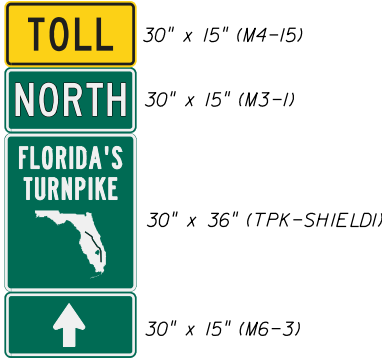 TOLL 30" x 15" (M4-15)
NORTH 30" x 15" (M3-1)
FLORIDA'S
TURNPIKE
30" x 36" (TPK-SHIELD1)
30" x 15" (M6-3)